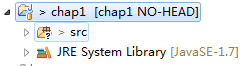 > chap1 [chap1 NO-HEAD]
> src
JRE System Library [JavaSE-1.7]